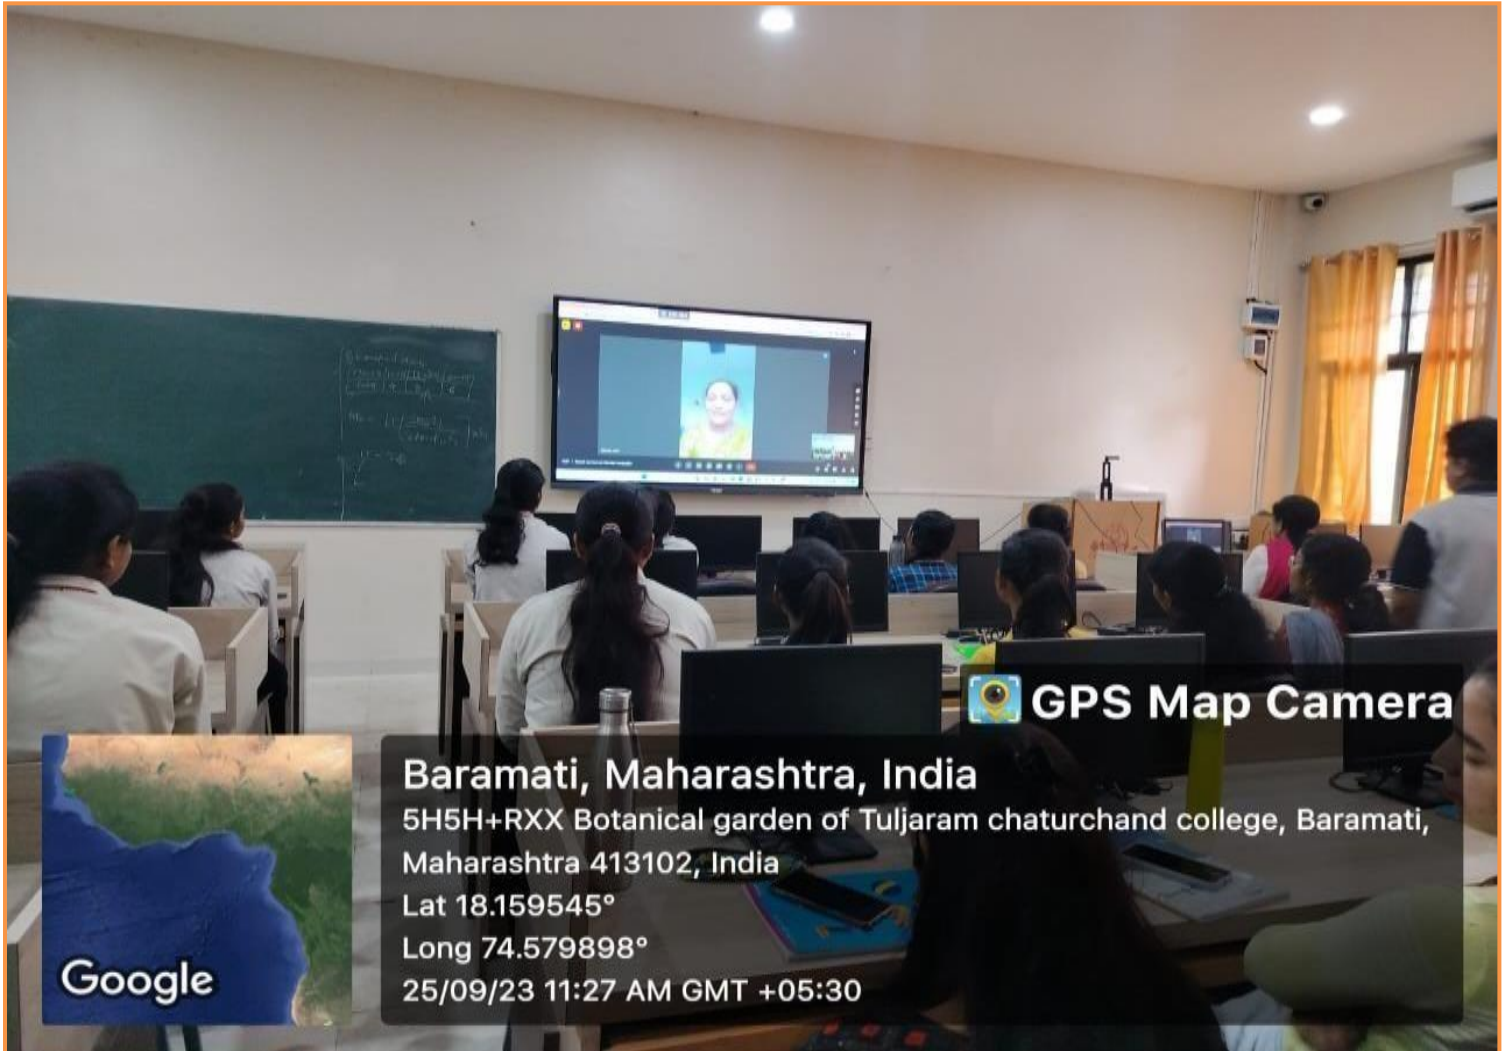 GPS Map Camera
Baramati, Maharashtra, India
5H5H+RXX Botanical garden of Tuljaram chaturchand college, Baramati,
Maharashtra 413102, India
Lat 18.159545°
Long 74.579898°
25/09/23 11:27 AM GMT +05:30
Google